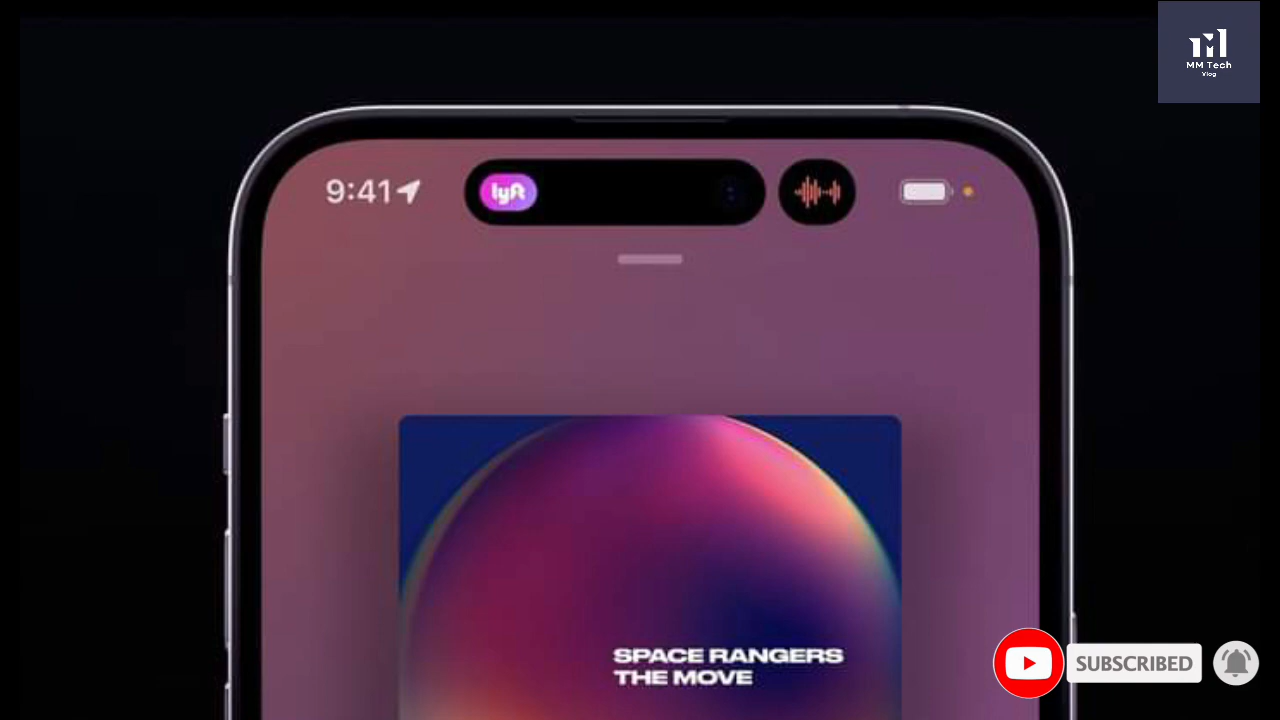 MM Tech
Vlog
9:41
lyft
SPACE RANGERS
THE MOVE
SUBSCRIBED